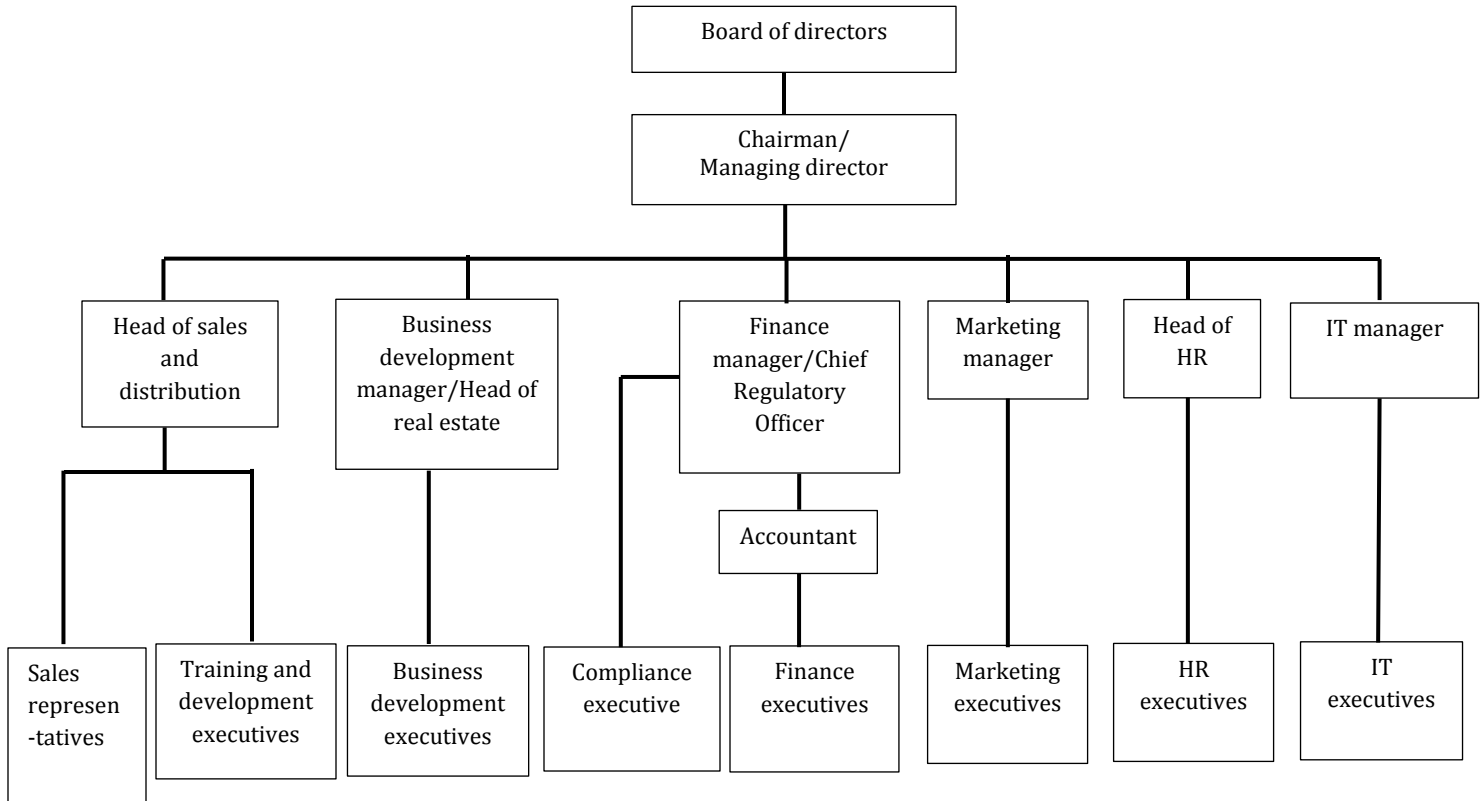 Board of directors
Chairman/
Managing director
Head of sales
and
distribution
Business
development
manager/Head of
real estate
Finance
manager/Chief
Regulatory
Officer
Marketing
manager
Head of
HR
IT manager
Accountant
Sales
represen
-tatives
Training and
development
executives
Business
development
executives
Compliance
executive
Finance
executives
Marketing
executives
HR
executives
IT
executives